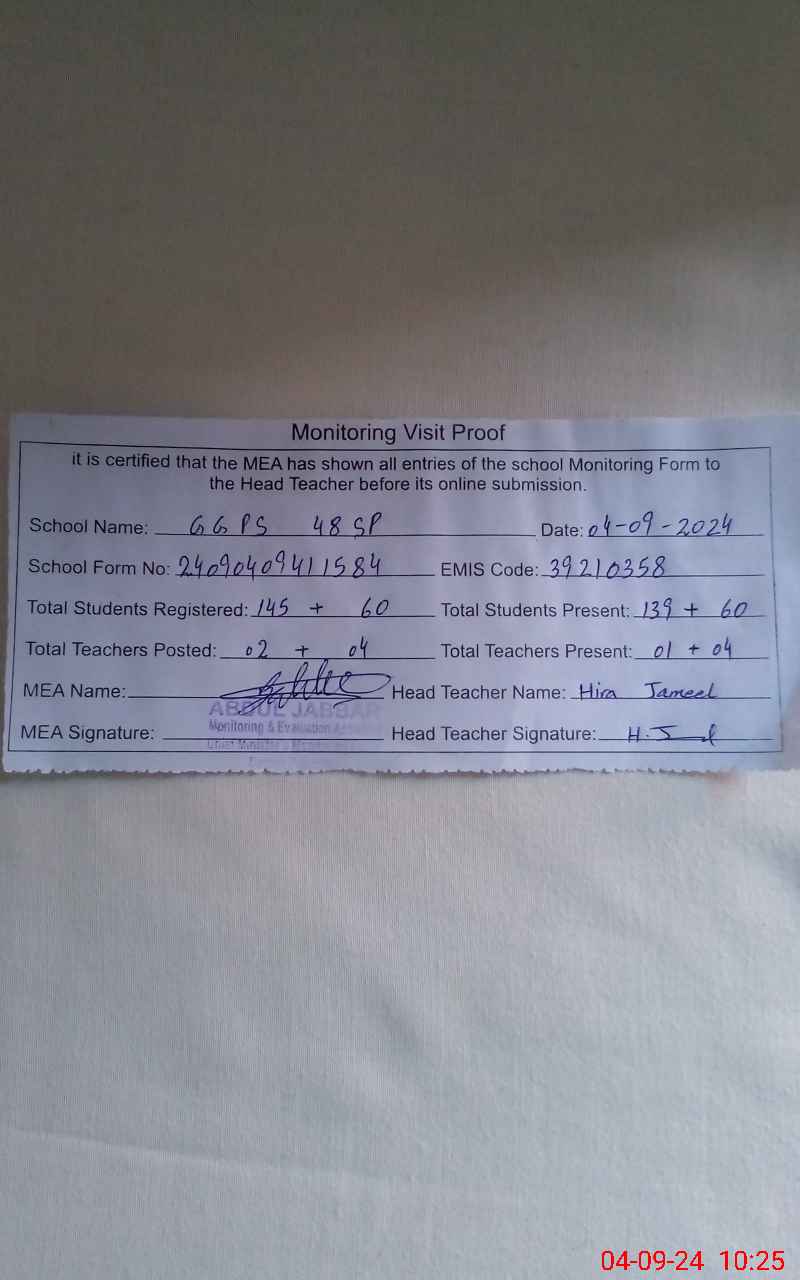 Monitoring Visit Proof
it is certified that the MEA has shown all entries of the school Monitoring Form to
the Head Teacher before its online submission.
School Name: GGPS 48 SP Date: 04-09-2024
School Form No: 24090409411584 EMIS Code: 39210358
Total Students Registered: 145 + 60 Total Students Present: 139 + 60
Total Teachers Posted: 02 + 04 Total Teachers Present: 01 + 04
MEA Name: Head Teacher Name: Hira Jameel
ABDUL JABBAR
Monitoring & Evaluation
MEA Signature: Head Teacher Signature:
04-09-24 10:25